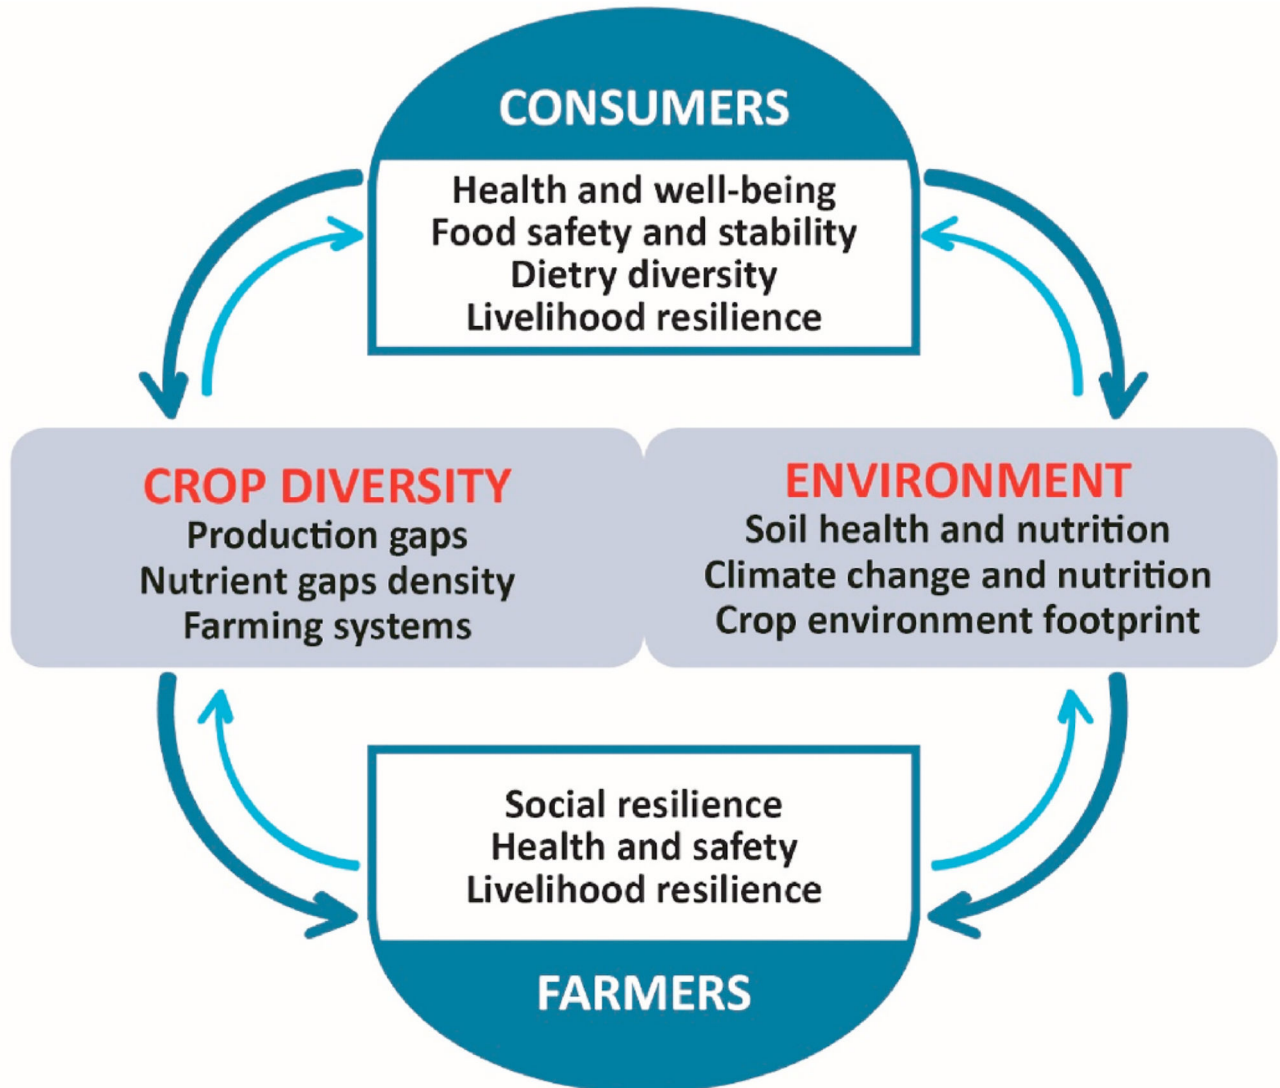 CONSUMERS
Health and well-being
Food safety and stability
Dietry diversity
Livelihood resilience
CROP DIVERSITY
Production gaps
Nutrient gaps density
Farming systems
ENVIRONMENT
Soil health and nutrition
Climate change and nutrition
Crop environment footprint
Social resilience
Health and safety
Livelihood resilience
FARMERS